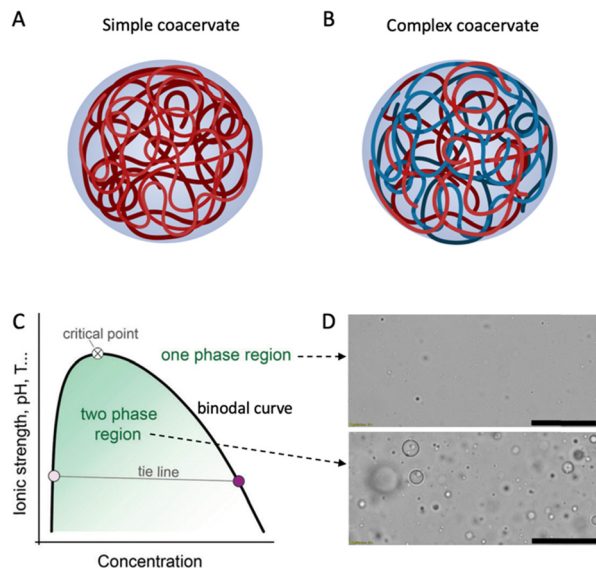 A
Simple coacervate
B
Complex coacervate
C
critical point
one phase region
two phase
region
binodal curve
tie line
Ionic strength, pH, T...
Concentration
D